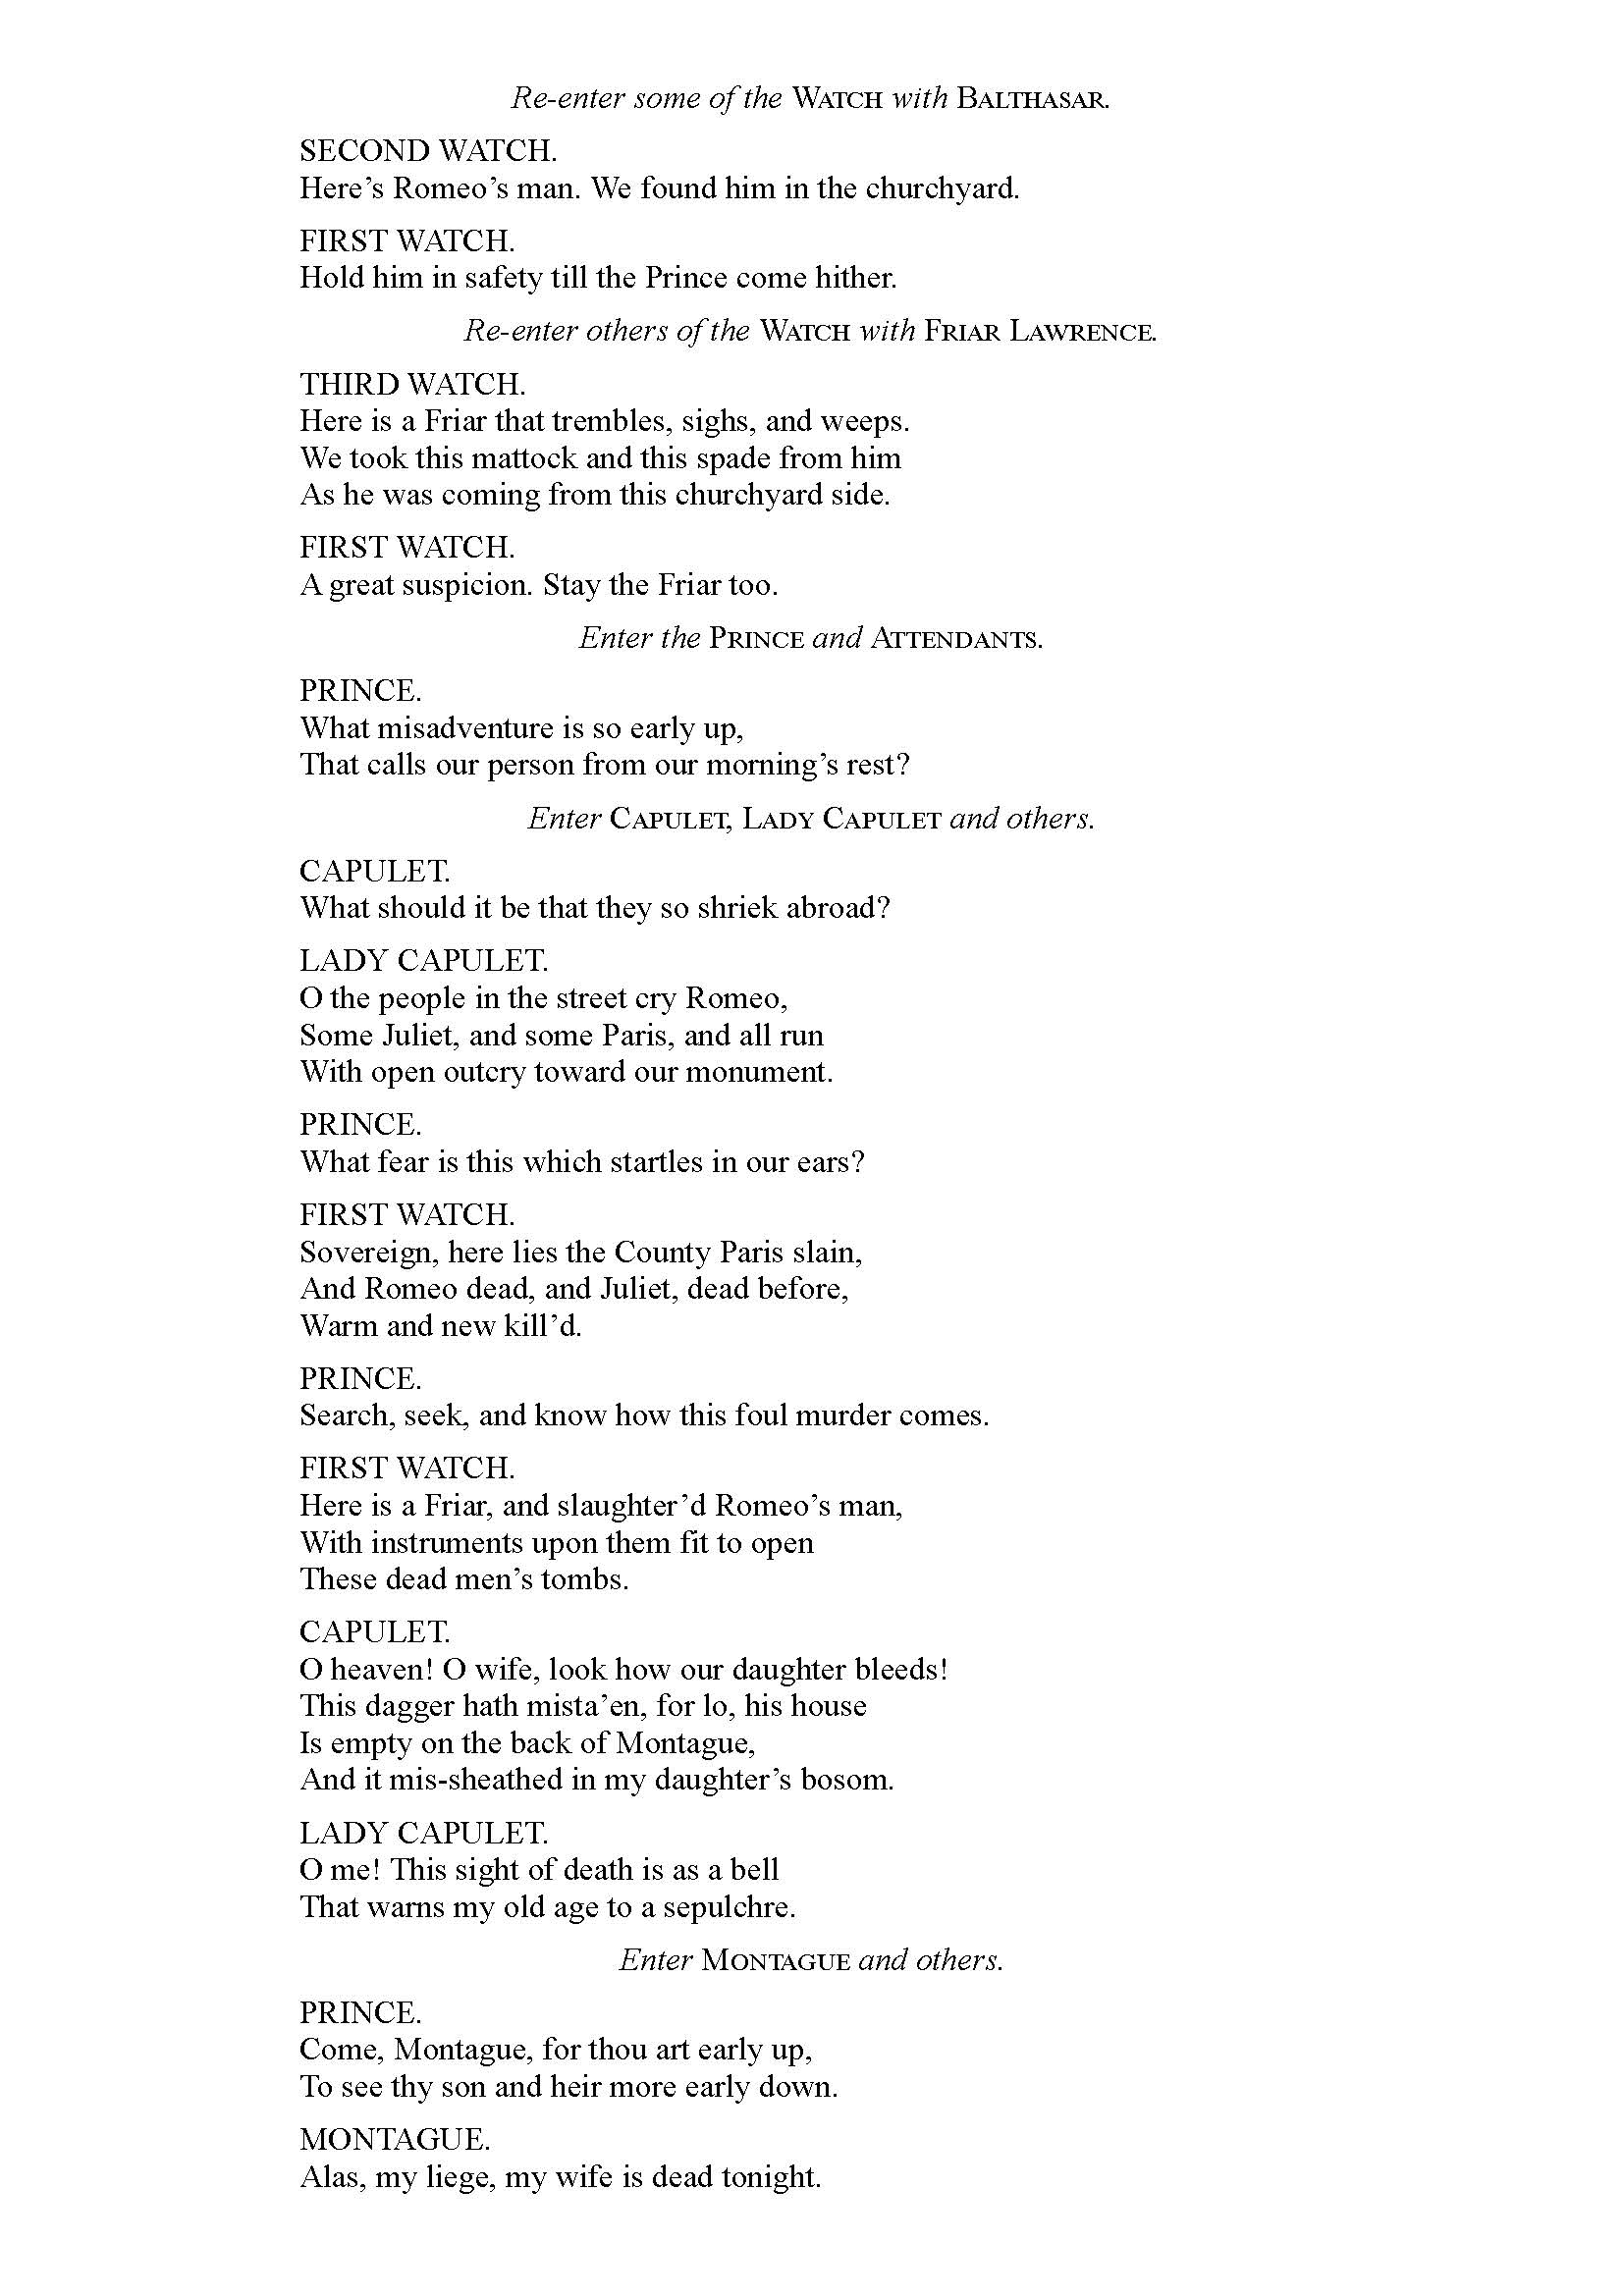 Re-enter some of the WATCH with BALTHASAR.
SECOND WATCH.
Here’s Romeo’s man. We found him in the churchyard.
FIRST WATCH.
Hold him in safety till the Prince come hither.
Re-enter others of the WATCH with FRIAR LAWRENCE.
THIRD WATCH.
Here is a Friar that trembles, sighs, and weeps.
We took this mattock and this spade from him
As he was coming from this churchyard side.
FIRST WATCH.
A great suspicion. Stay the Friar too.
Enter the PRINCE and ATTENDANTS.
PRINCE.
What misadventure is so early up,
That calls our person from our morning’s rest?
Enter CAPULET, LADY CAPULET and others.
CAPULET.
What should it be that they so shriek abroad?
LADY CAPULET.
O the people in the street cry Romeo,
Some Juliet, and some Paris, and all run
With open outcry toward our monument.
PRINCE.
What fear is this which startles in our ears?
FIRST WATCH.
Sovereign, here lies the County Paris slain,
And Romeo dead, and Juliet, dead before,
Warm and new kill’d.
PRINCE.
Search, seek, and know how this foul murder comes.
FIRST WATCH.
Here is a Friar, and slaughter’d Romeo’s man,
With instruments upon them fit to open
These dead men’s tombs.
CAPULET.
O heaven! O wife, look how our daughter bleeds!
This dagger hath mista’en, for lo, his house
Is empty on the back of Montague,
And it mis-sheathed in my daughter’s bosom.
LADY CAPULET.
O me! This sight of death is as a bell
That warns my old age to a sepulchre.
Enter MONTAGUE and others.
PRINCE.
Come, Montague, for thou art early up,
To see thy son and heir more early down.
MONTAGUE.
Alas, my liege, my wife is dead tonight.